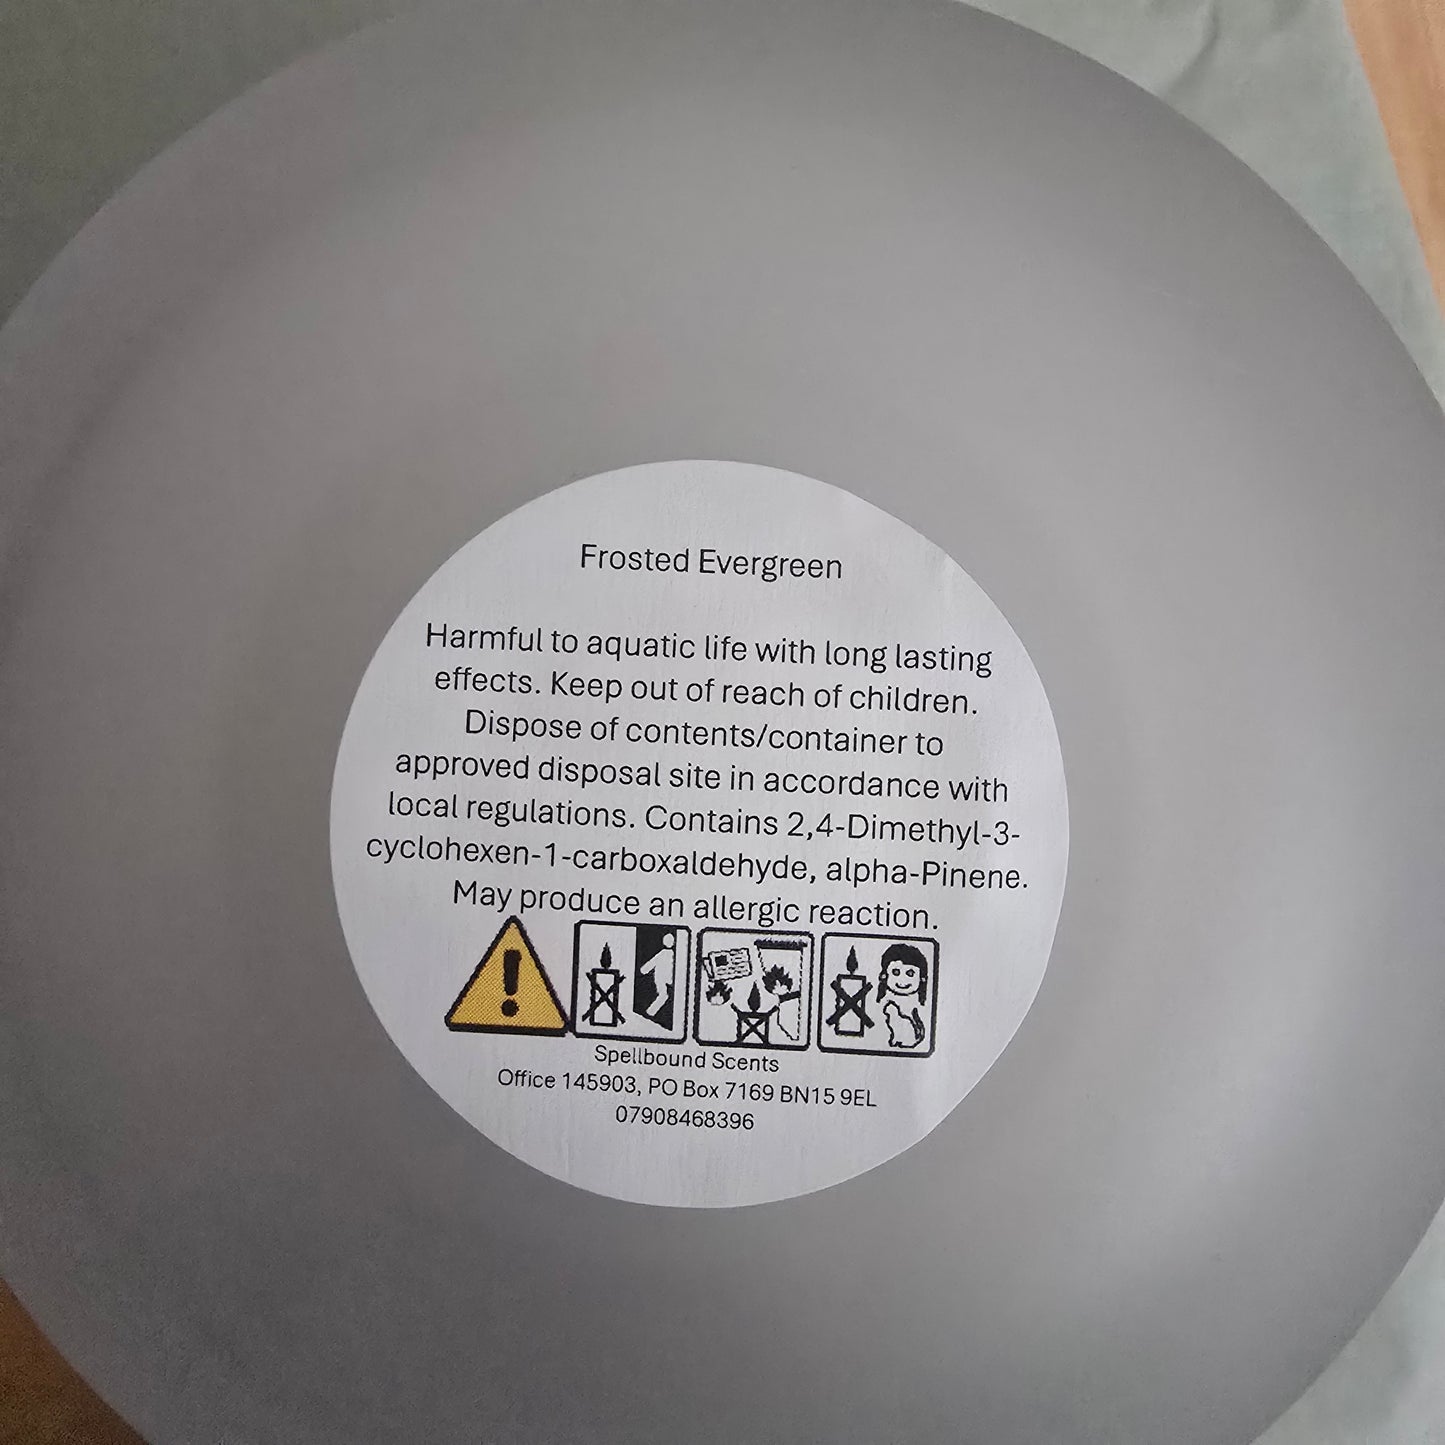 Frosted Evergreen
Harmful to aquatic life with long lasting
effects. Keep out of reach of children.
Dispose of contents/container to
approved disposal site in accordance with
local regulations. Contains 2,4-Dimethyl-3-
cyclohexen-1-carboxaldehyde, alpha-Pinene.
May produce an allergic reaction.
Spellbound Scents
Office 145903, PO Box 7169 BN15 9EL
07908468396